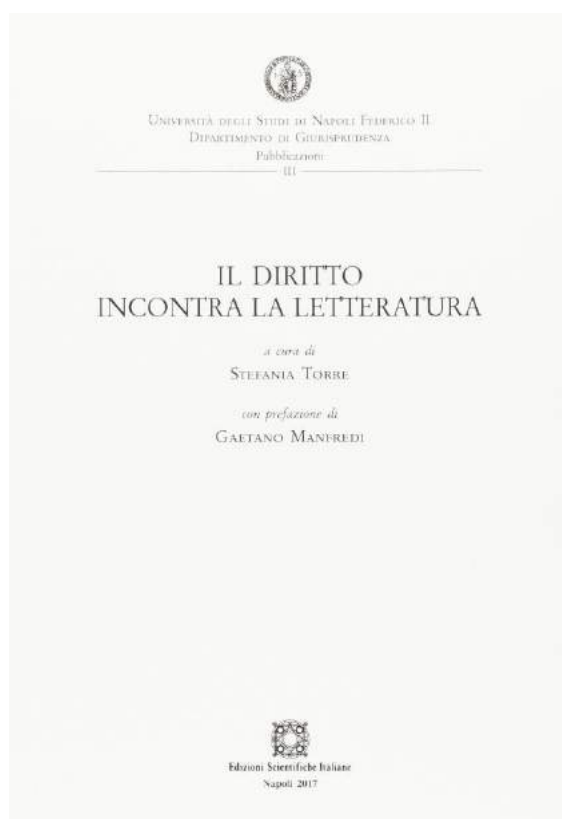 UNIVERSITÀ DEGLI STUDI DI NAPOLI FEDERICO II
DIPARTIMENTO DI GIURISPRUDENZA
Pubblicazioni
III
IL DIRITTO
INCONTRA LA LETTERATURA
a cura di
STEFANIA TORRE
con prefazione di
GAETANO MANFREDI
Edizioni Scientifiche Italiane
Napoli 2017